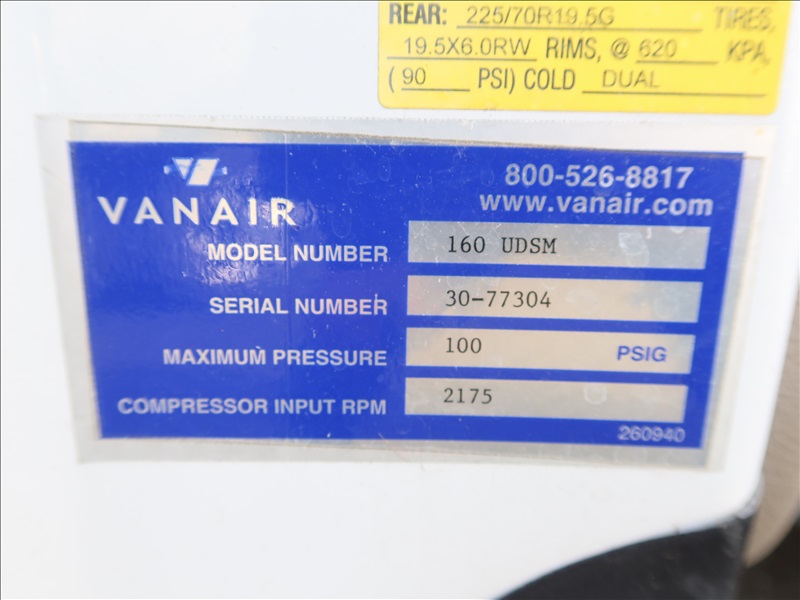 REAR: 225/70R19.5G TIRES,
19.5X6.0RW RIMS, @ 620 KPA,
(90 PSI) COLD DUAL
VANAIR
800-526-8817
www.vanair.com
MODEL NUMBER 160 UDSM
SERIAL NUMBER 30-77304
MAXIMUM PRESSURE 100 PSIG
COMPRESSOR INPUT RPM 2175
260940